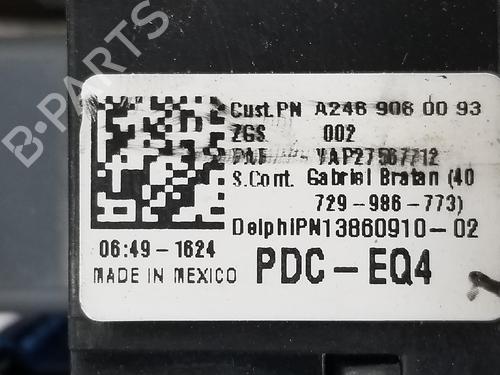 B-PARTS
Cust.PN A246 906 00 93
ZGS 002
VAP27567712
S.Cont. Gabriel Bratan (40
729-986-773)
DelphiPN13860910-02
06:49-1624
MADE IN MEXICO
PDC-EQ4